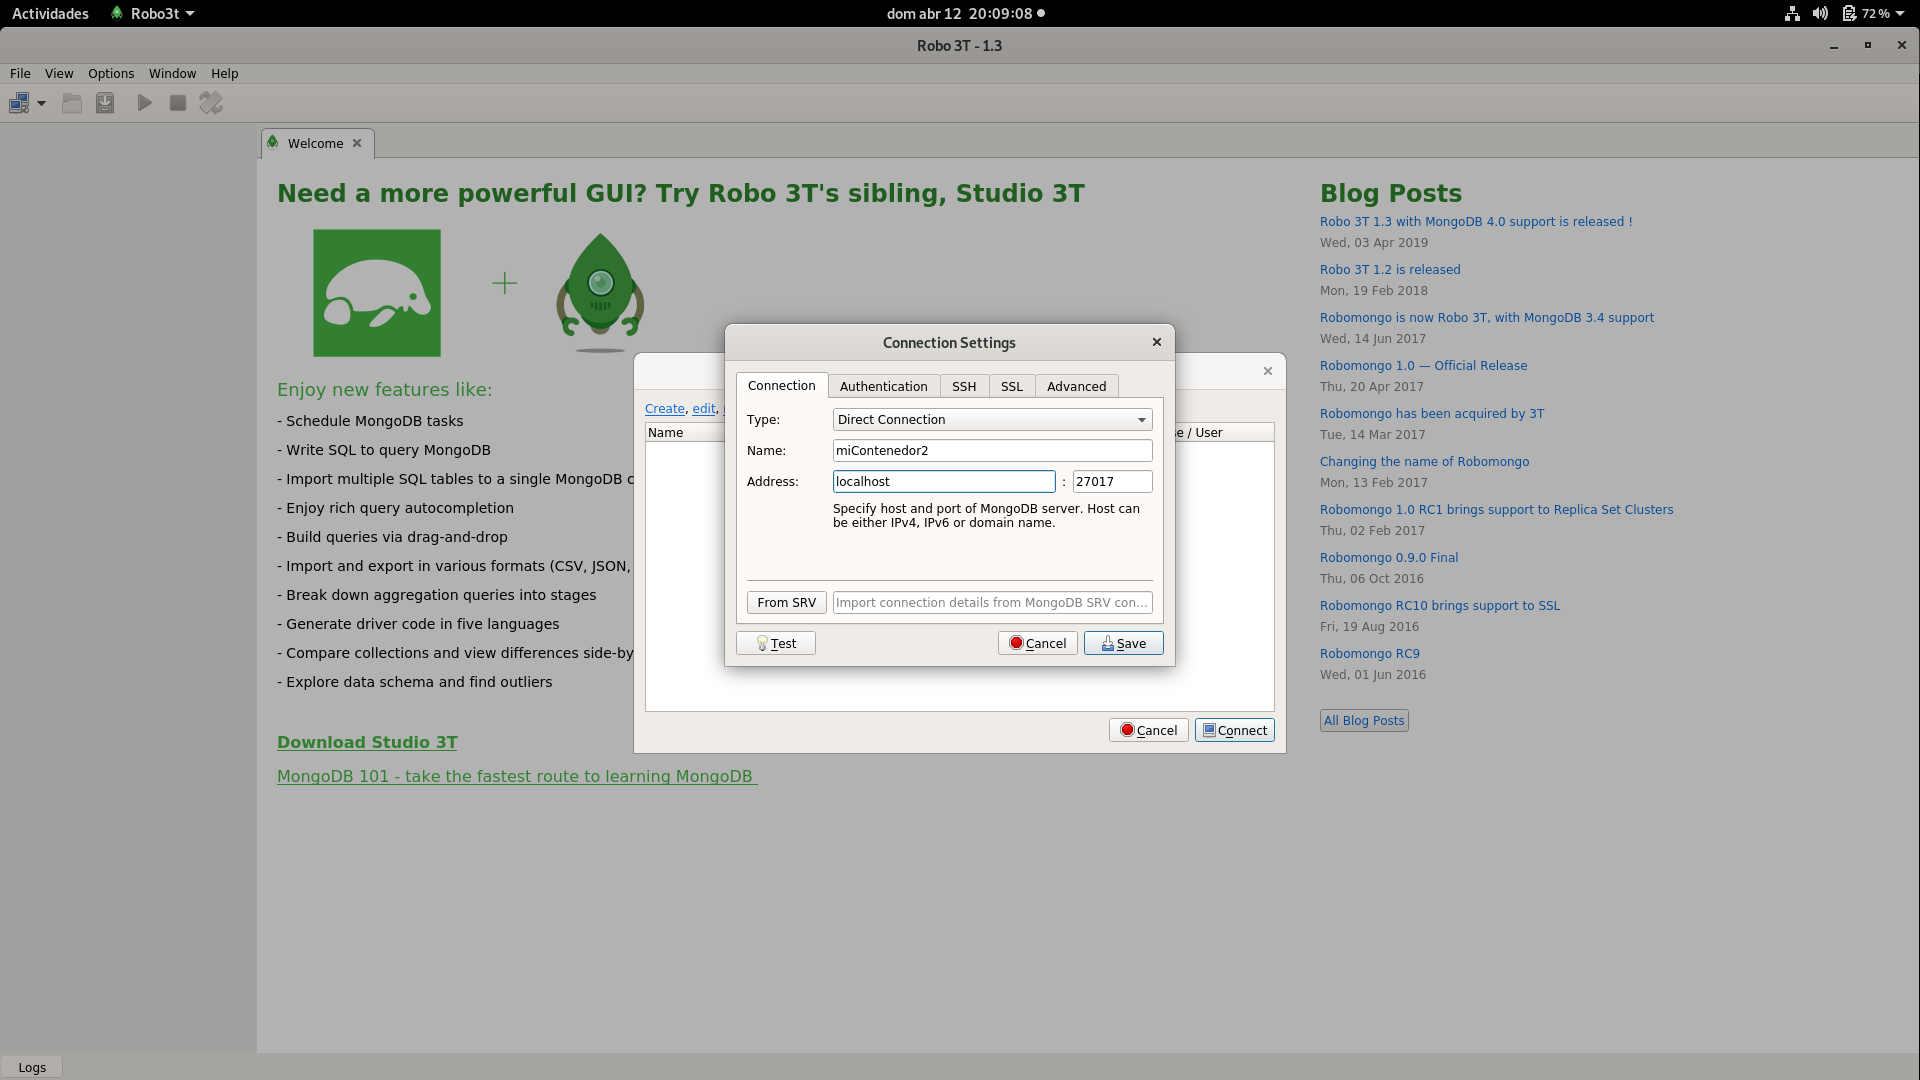 Actividades
Robo3t
dom abr 12 20:09:08
72 %
Robo 3T - 1.3
File
View
Options
Window
Help
Welcome
Need a more powerful GUI? Try Robo 3T's sibling, Studio 3T
Enjoy new features like:
- Schedule MongoDB tasks
- Write SQL to query MongoDB
- Import multiple SQL tables to a single MongoDB c
- Enjoy rich query autocompletion
- Build queries via drag-and-drop
- Import and export in various formats (CSV, JSON,
- Break down aggregation queries into stages
- Generate driver code in five languages
- Compare collections and view differences side-by
- Explore data schema and find outliers
Download Studio 3T
MongoDB 101 - take the fastest route to learning MongoDB
Create, edit,
Name
se / User
Cancel
Connect
Connection Settings
Connection
Authentication
SSH
SSL
Advanced
Type:
Direct Connection
Name:
miContenedor2
Address:
localhost
:
27017
Specify host and port of MongoDB server. Host can
be either IPv4, IPv6 or domain name.
From SRV
Import connection details from MongoDB SRV con...
Test
Cancel
Save
Blog Posts
Robo 3T 1.3 with MongoDB 4.0 support is released !
Wed, 03 Apr 2019
Robo 3T 1.2 is released
Mon, 19 Feb 2018
Robomongo is now Robo 3T, with MongoDB 3.4 support
Wed, 14 Jun 2017
Robomongo 1.0 — Official Release
Thu, 20 Apr 2017
Robomongo has been acquired by 3T
Tue, 14 Mar 2017
Changing the name of Robomongo
Mon, 13 Feb 2017
Robomongo 1.0 RC1 brings support to Replica Set Clusters
Thu, 02 Feb 2017
Robomongo 0.9.0 Final
Thu, 06 Oct 2016
Robomongo RC10 brings support to SSL
Fri, 19 Aug 2016
Robomongo RC9
Wed, 01 Jun 2016
All Blog Posts
Logs